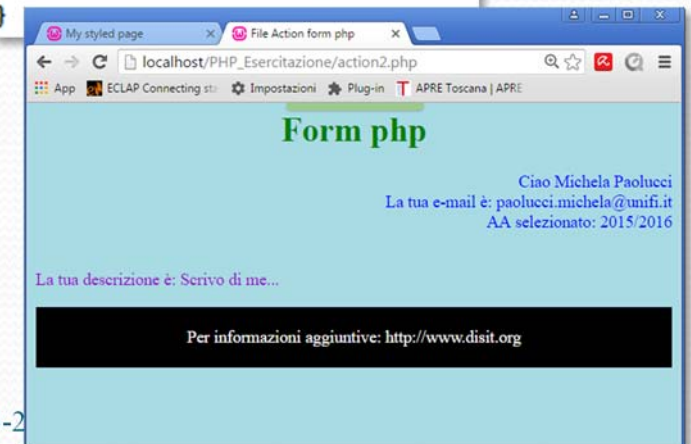 }
My styled page
File Action form php
localhost/PHP_Esercitazione/action2.php
App ECLAP Connecting st Impostazioni Plug-in APRE Toscana | APRE
Form php
Ciao Michela Paolucci
La tua e-mail è: paolucci.michela@unifi.it
AA selezionato: 2015/2016
La tua descrizione è: Scrivo di me...
Per informazioni aggiuntive: http://www.disit.org
-2